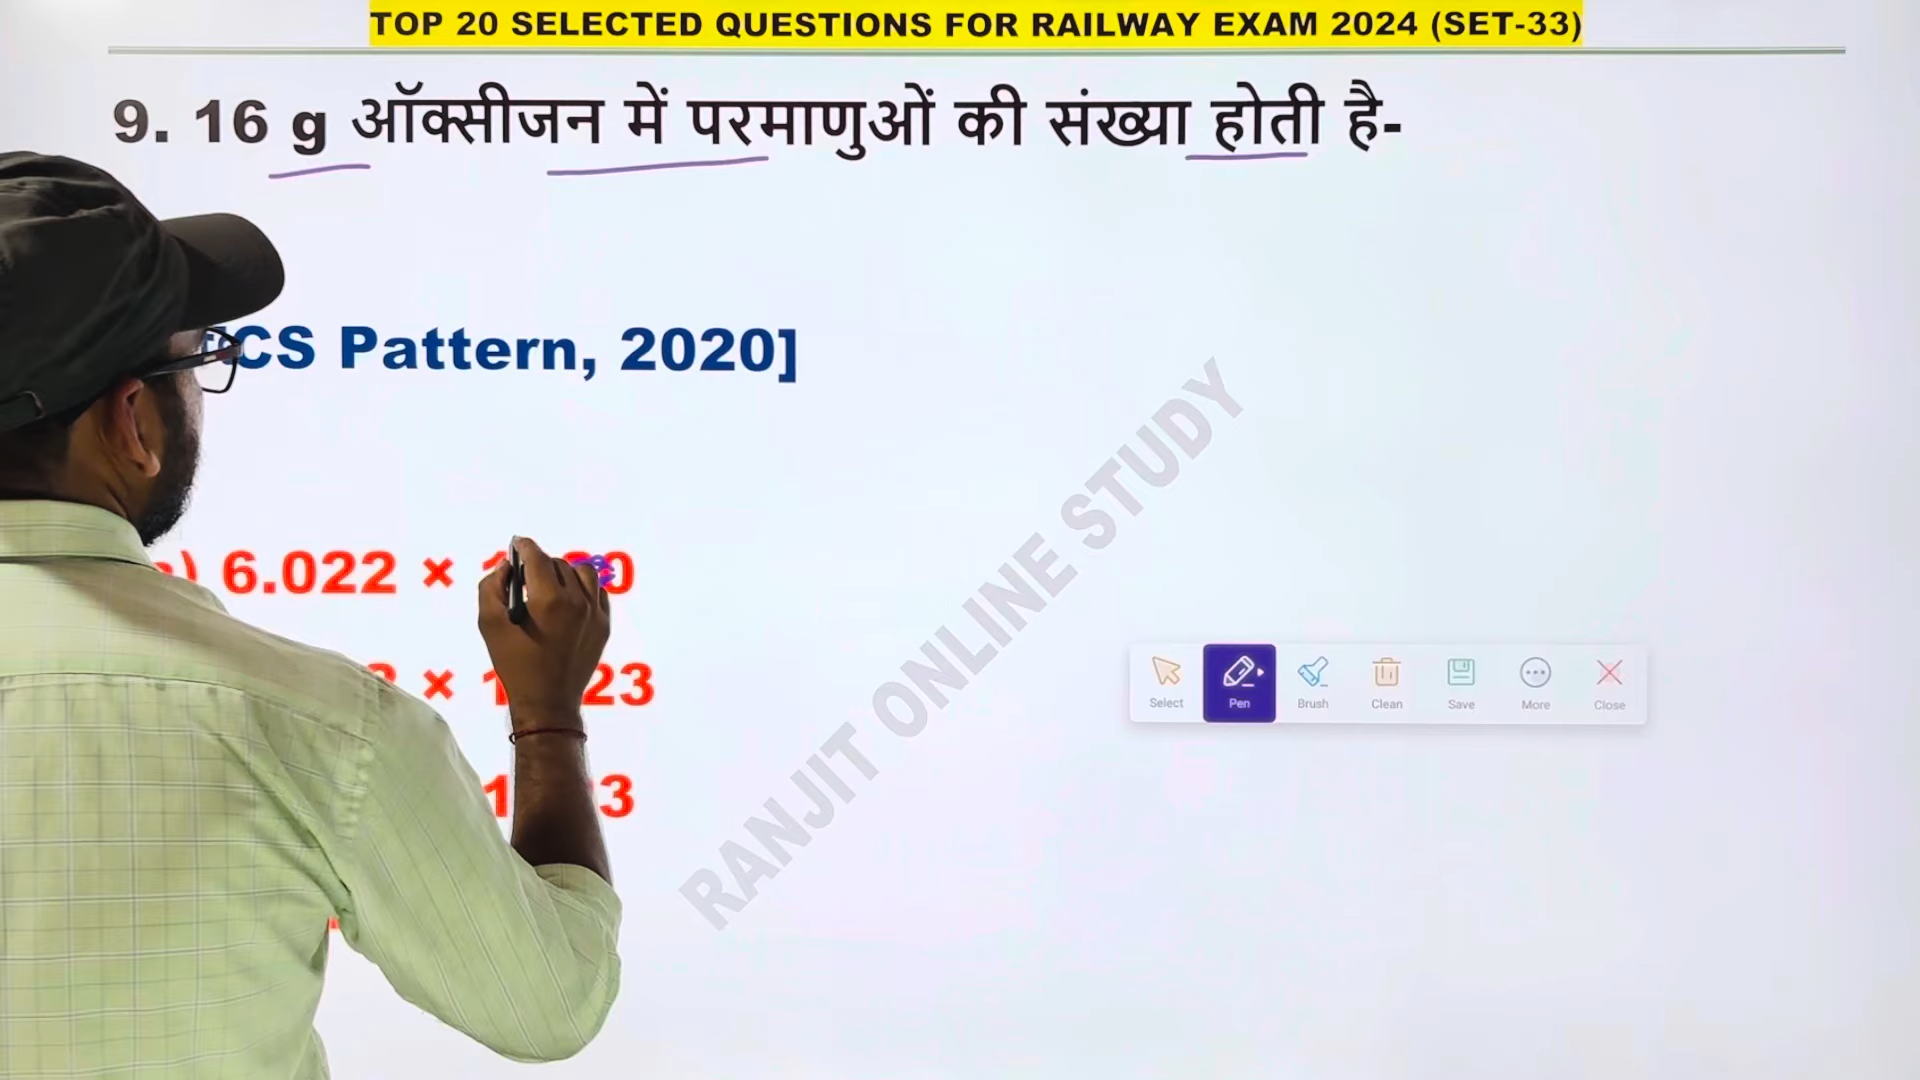 TOP 20 SELECTED QUESTIONS FOR RAILWAY EXAM 2024 (SET-33)
9. 16 g ऑक्सीजन में परमाणुओं की संख्या होती है-
CS Pattern, 2020]
) 6.022 ×
× 23
3
RANJIT ONLINE STUDY
Select Pen Brush Clean Save More Close